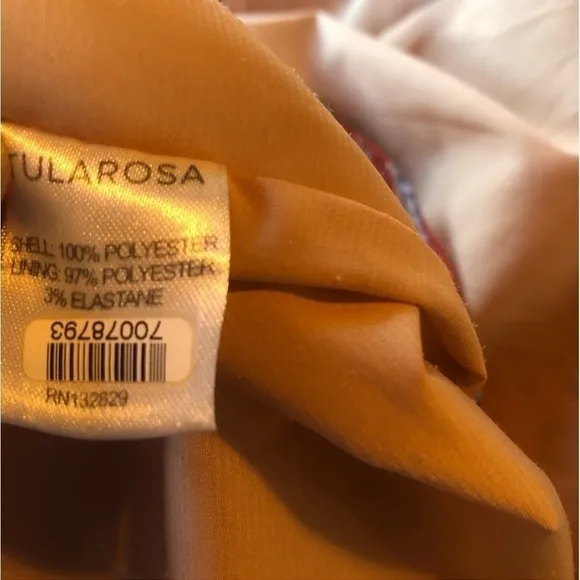 TULAROSA
SHELL: 100% POLYESTER
LINING: 97% POLYESTER
3% ELASTANE
70078793
RN132829